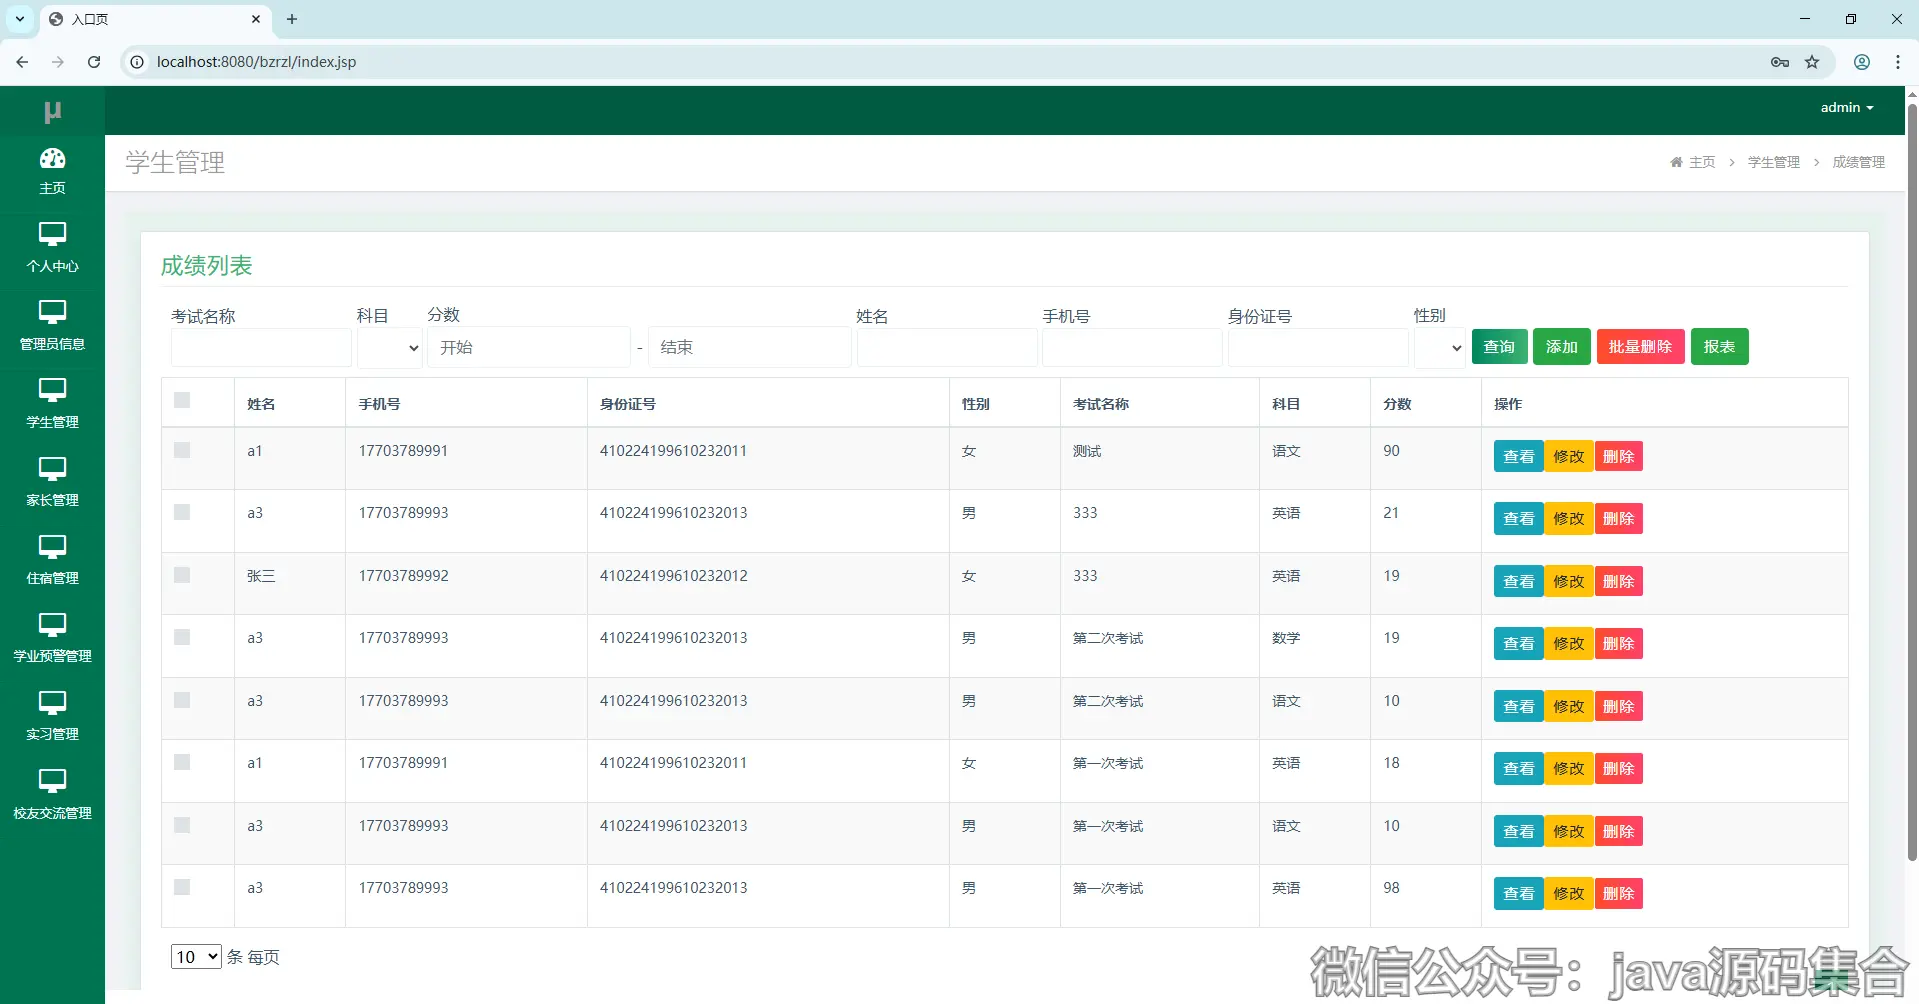 入口页
localhost:8080/bzrzl/index.jsp
μ
admin
主页
个人中心
管理员信息
学生管理
家长管理
住宿管理
学业预警管理
实习管理
校友交流管理
学生管理
主页 > 学生管理 > 成绩管理
成绩列表
考试名称 科目 分数 姓名 手机号 身份证号 性别
开始 - 结束 查询 添加 批量删除 报表
姓名 手机号 身份证号 性别 考试名称 科目 分数 操作
a1 17703789991 410224199610232011 女 测试 语文 90 查看 修改 删除
a3 17703789993 410224199610232013 男 333 英语 21 查看 修改 删除
张三 17703789992 410224199610232012 女 333 英语 19 查看 修改 删除
a3 17703789993 410224199610232013 男 第二次考试 数学 19 查看 修改 删除
a3 17703789993 410224199610232013 男 第二次考试 语文 10 查看 修改 删除
a1 17703789991 410224199610232011 女 第一次考试 英语 18 查看 修改 删除
a3 17703789993 410224199610232013 男 第一次考试 语文 10 查看 修改 删除
a3 17703789993 410224199610232013 男 第一次考试 英语 98 查看 修改 删除
10 条 每页
微信公众号：java源码集合